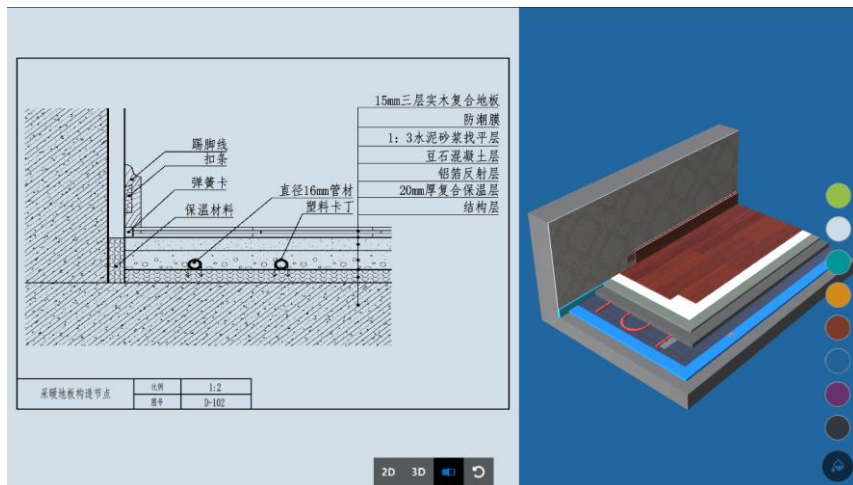 15mm三层实木复合地板
防潮膜
1: 3水泥砂浆找平层
豆石混凝土层
铝箔反射层
20mm厚复合保温层
结构层
踢脚线
扣条
弹簧卡
保温材料
直径16mm管材
塑料卡丁
采暖地板构造节点
比例
1:2
图号
D-102
2D
3D